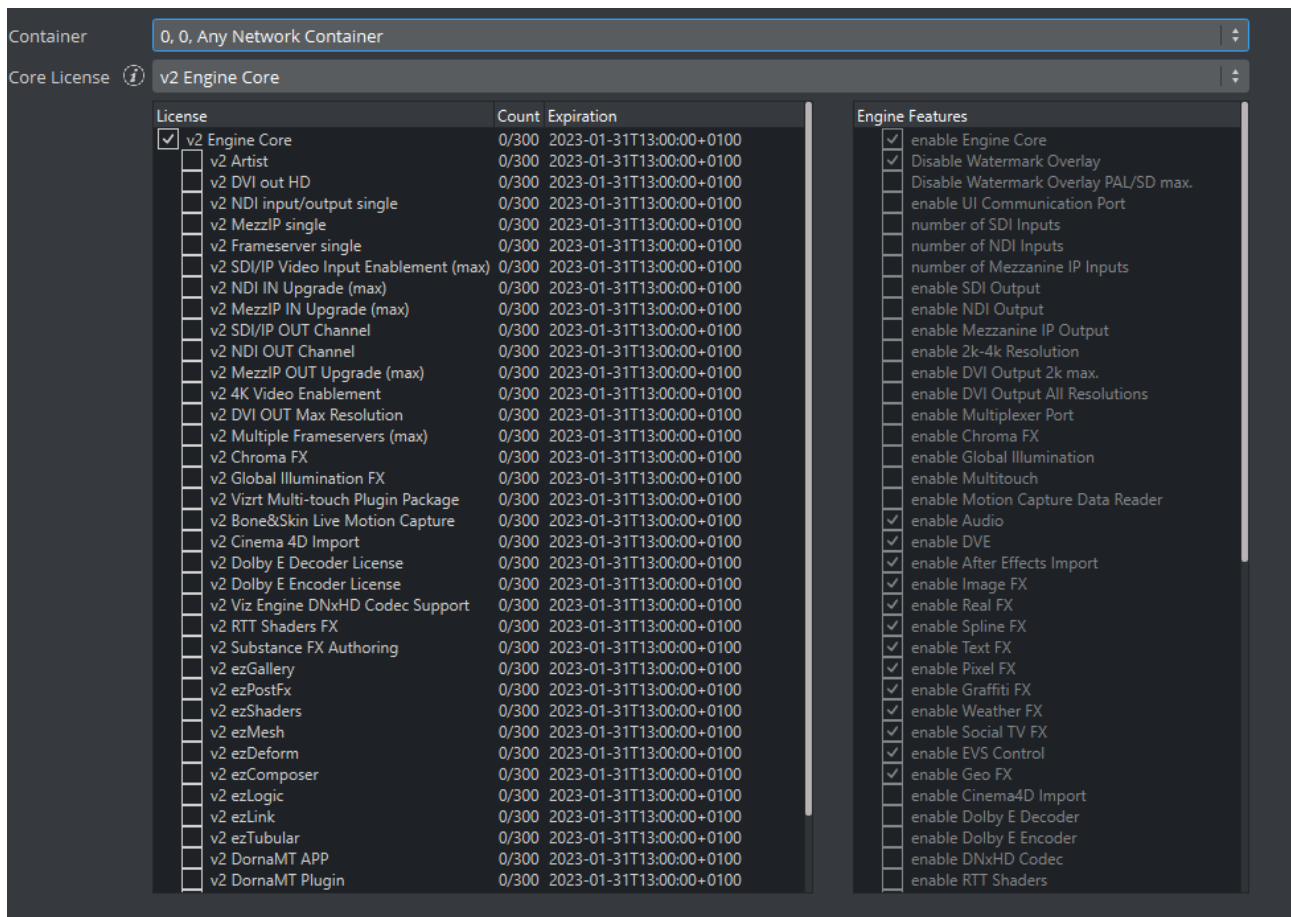 Container 0, 0, Any Network Container
Core License i v2 Engine Core
License Count Expiration
v2 Engine Core 0/300 2023-01-31T13:00:00+0100
v2 Artist 0/300 2023-01-31T13:00:00+0100
v2 DVI out HD 0/300 2023-01-31T13:00:00+0100
v2 NDI input/output single 0/300 2023-01-31T13:00:00+0100
v2 MezzIP single 0/300 2023-01-31T13:00:00+0100
v2 Frameserver single 0/300 2023-01-31T13:00:00+0100
v2 SDI/IP Video Input Enablement (max) 0/300 2023-01-31T13:00:00+0100
v2 NDI IN Upgrade (max) 0/300 2023-01-31T13:00:00+0100
v2 MezzIP IN Upgrade (max) 0/300 2023-01-31T13:00:00+0100
v2 SDI/IP OUT Channel 0/300 2023-01-31T13:00:00+0100
v2 NDI OUT Channel 0/300 2023-01-31T13:00:00+0100
v2 MezzIP OUT Upgrade (max) 0/300 2023-01-31T13:00:00+0100
v2 4K Video Enablement 0/300 2023-01-31T13:00:00+0100
v2 DVI OUT Max Resolution 0/300 2023-01-31T13:00:00+0100
v2 Multiple Frameservers (max) 0/300 2023-01-31T13:00:00+0100
v2 Chroma FX 0/300 2023-01-31T13:00:00+0100
v2 Global Illumination FX 0/300 2023-01-31T13:00:00+0100
v2 Vizrt Multi-touch Plugin Package 0/300 2023-01-31T13:00:00+0100
v2 Bone&Skin Live Motion Capture 0/300 2023-01-31T13:00:00+0100
v2 Cinema 4D Import 0/300 2023-01-31T13:00:00+0100
v2 Dolby E Decoder License 0/300 2023-01-31T13:00:00+0100
v2 Dolby E Encoder License 0/300 2023-01-31T13:00:00+0100
v2 Viz Engine DNxHD Codec Support 0/300 2023-01-31T13:00:00+0100
v2 RTT Shaders FX 0/300 2023-01-31T13:00:00+0100
v2 Substance FX Authoring 0/300 2023-01-31T13:00:00+0100
v2 ezGallery 0/300 2023-01-31T13:00:00+0100
v2 ezPostFx 0/300 2023-01-31T13:00:00+0100
v2 ezShaders 0/300 2023-01-31T13:00:00+0100
v2 ezMesh 0/300 2023-01-31T13:00:00+0100
v2 ezDeform 0/300 2023-01-31T13:00:00+0100
v2 ezComposer 0/300 2023-01-31T13:00:00+0100
v2 ezLogic 0/300 2023-01-31T13:00:00+0100
v2 ezLink 0/300 2023-01-31T13:00:00+0100
v2 ezTubular 0/300 2023-01-31T13:00:00+0100
v2 DornaMT APP 0/300 2023-01-31T13:00:00+0100
v2 DornaMT Plugin 0/300 2023-01-31T13:00:00+0100
Engine Features
enable Engine Core
Disable Watermark Overlay
Disable Watermark Overlay PAL/SD max.
enable UI Communication Port
number of SDI Inputs
number of NDI Inputs
number of Mezzanine IP Inputs
enable SDI Output
enable NDI Output
enable Mezzanine IP Output
enable 2k-4k Resolution
enable DVI Output 2k max.
enable DVI Output All Resolutions
enable Multiplexer Port
enable Chroma FX
enable Global Illumination
enable Multitouch
enable Motion Capture Data Reader
enable Audio
enable DVE
enable After Effects Import
enable Image FX
enable Real FX
enable Spline FX
enable Text FX
enable Pixel FX
enable Graffiti FX
enable Weather FX
enable Social TV FX
enable EVS Control
enable Geo FX
enable Cinema4D Import
enable Dolby E Decoder
enable Dolby E Encoder
enable DNxHD Codec
enable RTT Shaders